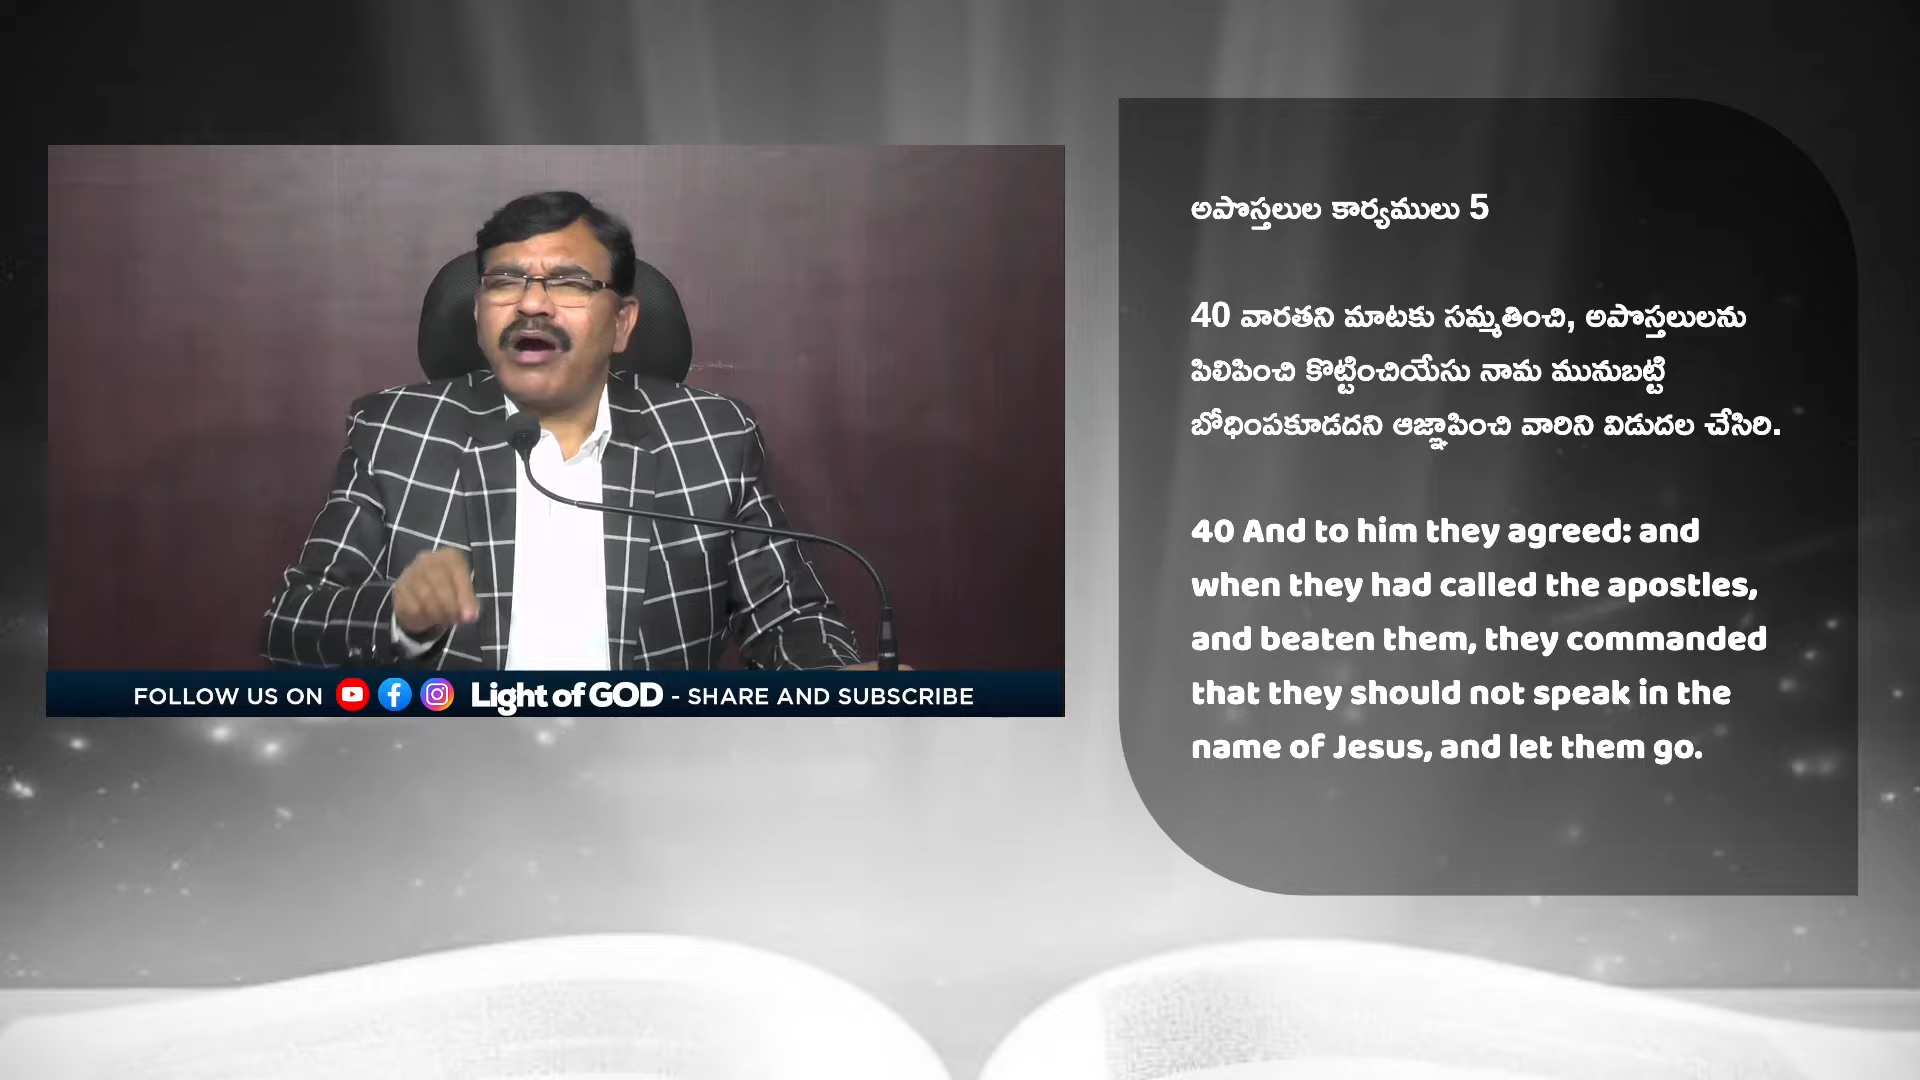 అపొస్తలుల కార్యములు 5
40 వారతని మాటకు సమ్మతించి, అపొస్తలులను
పిలిపించి కొట్టించియేసు నామ మునుబట్టి
బోధింపకూడదని ఆజ్ఞాపించి వారిని విడుదల చేసిరి.
40 And to him they agreed: and
when they had called the apostles,
and beaten them, they commanded
that they should not speak in the
name of Jesus, and let them go.
FOLLOW US ON Light of GOD - SHARE AND SUBSCRIBE